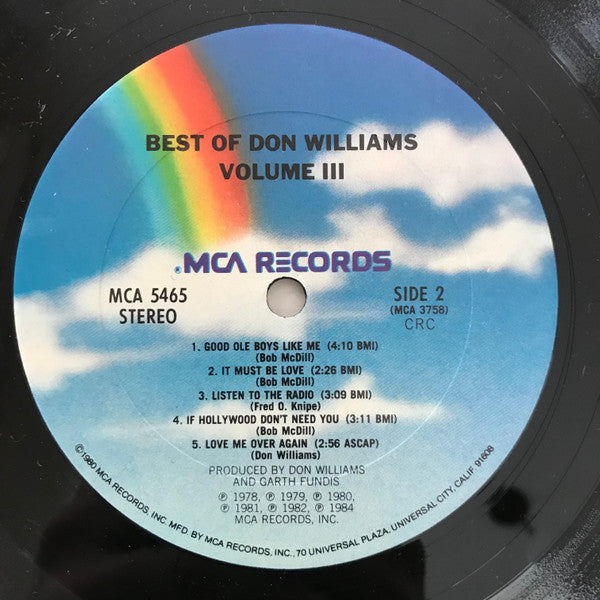 BEST OF DON WILLIAMS
VOLUME III
®MCA RECORDS
MCA 5465
STEREO
SIDE 2
(MCA 3758)
CRC
1. GOOD OLE BOYS LIKE ME (4:10 BMI)
(Bob McDill)
2. IT MUST BE LOVE (2:26 BMI)
(Bob McDill)
3. LISTEN TO THE RADIO (3:09 BMI)
(Fred O. Knipe)
4. IF HOLLYWOOD DON'T NEED YOU (3:11 BMI)
(Bob McDill)
5. LOVE ME OVER AGAIN (2:56 ASCAP)
(Don Williams)
PRODUCED BY DON WILLIAMS
AND GARTH FUNDIS
℗ 1978, ℗ 1979, ℗ 1980,
℗ 1981, ℗ 1982, ℗ 1984
MCA RECORDS, INC.
©1980 MCA RECORDS, INC. MFD. BY MCA RECORDS, INC., 70 UNIVERSAL PLAZA, UNIVERSAL CITY, CALIF. 91608